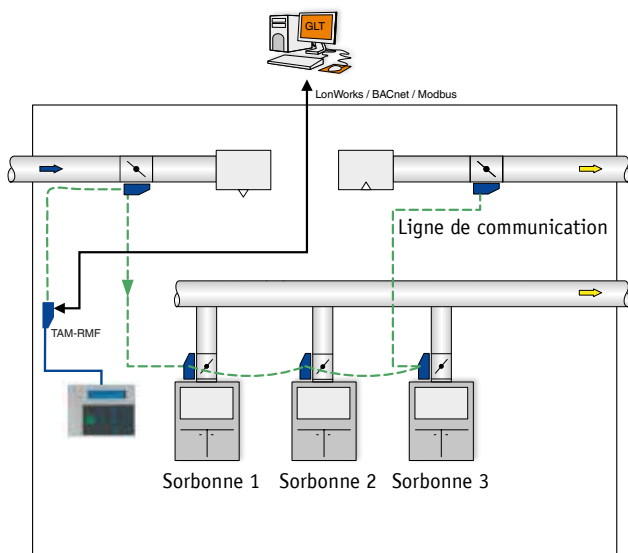 GLT
LonWorks / BACnet / Modbus
Ligne de communication
TAM-RMF
Sorbonne 1
Sorbonne 2
Sorbonne 3